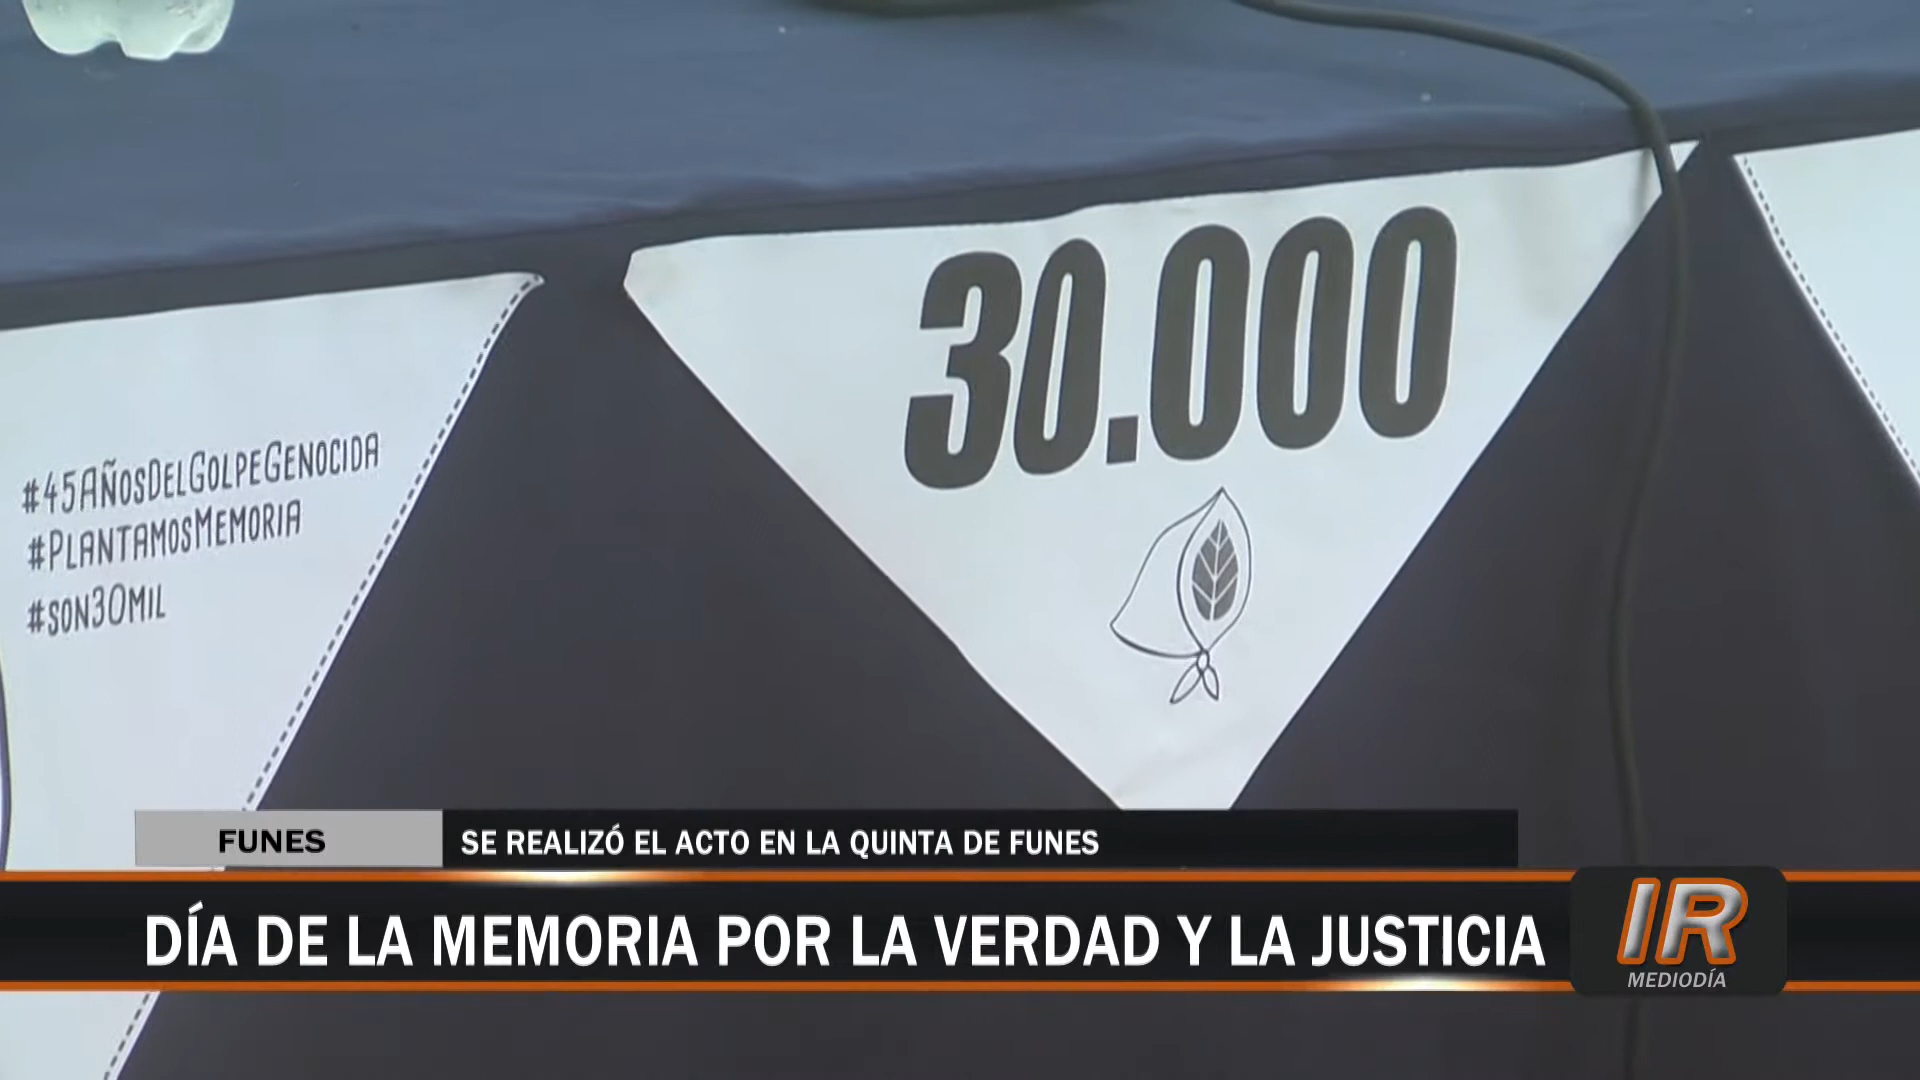 30.000
#45AÑOSDELGOLPEGENOCIDA
#PLANTAMOSMEMORIA
#SON30MIL
FUNES
SE REALIZÓ EL ACTO EN LA QUINTA DE FUNES
DÍA DE LA MEMORIA POR LA VERDAD Y LA JUSTICIA
IR
MEDIODÍA